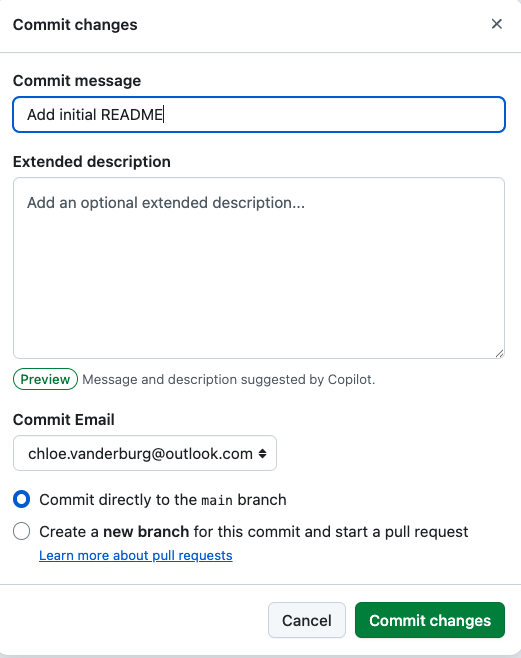 Commit changes
Commit message
Add initial README
Extended description
Add an optional extended description...
Preview Message and description suggested by Copilot.
Commit Email
chloe.vanderburg@outlook.com
Commit directly to the main branch
Create a new branch for this commit and start a pull request
Learn more about pull requests
Cancel Commit changes